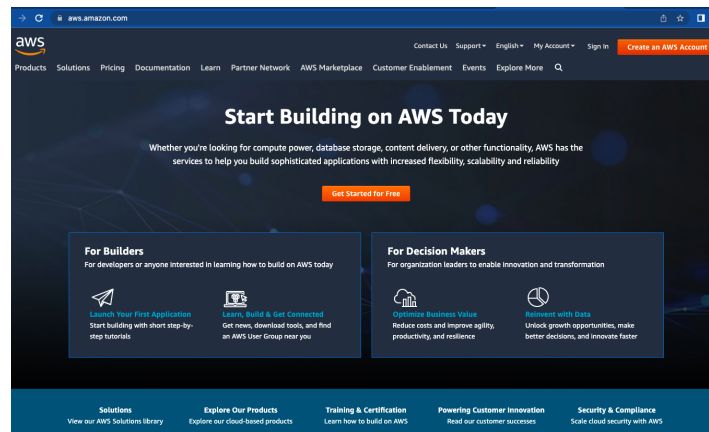 aws.amazon.com
aws
Contact Us Support English My Account Sign In Create an AWS Account
Products Solutions Pricing Documentation Learn Partner Network AWS Marketplace Customer Enablement Events Explore More
Start Building on AWS Today
Whether you're looking for compute power, database storage, content delivery, or other functionality, AWS has the
services to help you build sophisticated applications with increased flexibility, scalability and reliability
Get Started for Free
For Builders
For developers or anyone interested in learning how to build on AWS today
Launch Your First Application
Start building with short step-by-
step tutorials
Learn, Build & Get Connected
Get news, download tools, and find
an AWS User Group near you
For Decision Makers
For organization leaders to enable innovation and transformation
Optimize Business Value
Reduce costs and improve agility,
productivity, and resilience
Reinvent with Data
Unlock growth opportunities, make
better decisions, and innovate faster
Solutions
View our AWS Solutions library
Explore Our Products
Explore our cloud-based products
Training & Certification
Learn how to build on AWS
Powering Customer Innovation
Read our customer successes
Security & Compliance
Scale cloud security with AWS